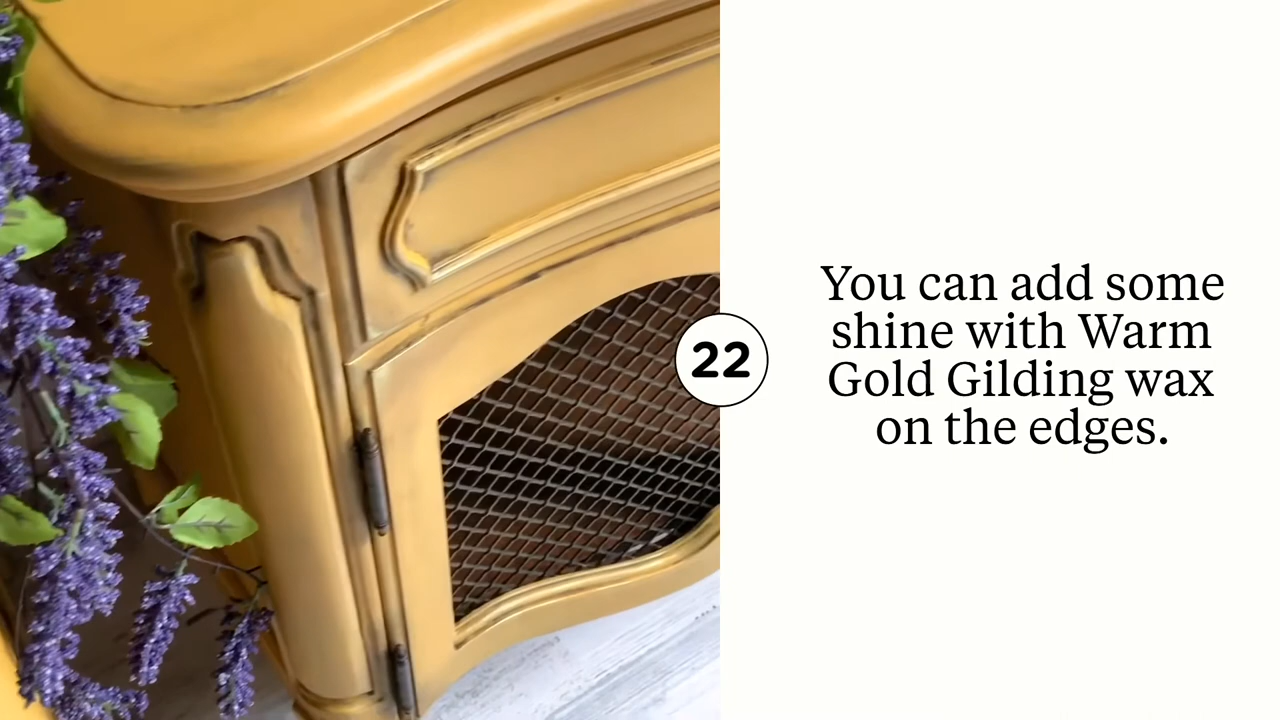 22
You can add some
shine with Warm
Gold Gilding wax
on the edges.